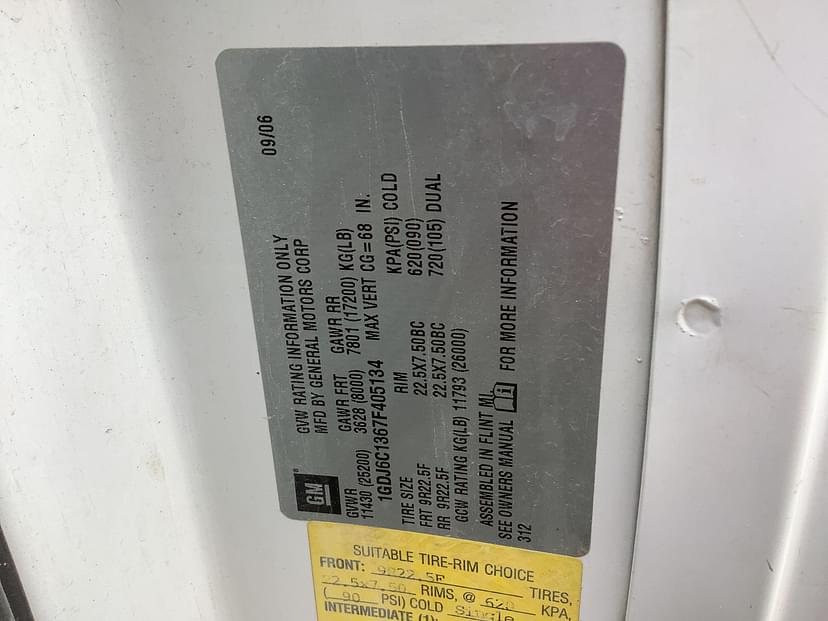 GM ®
GVW RATING INFORMATION ONLY 09/06
MFD BY GENERAL MOTORS CORP
GVWR GAWR FRT GAWR RR
11430 (25200) 3628 (8000) 7801 (17200) KG(LB)
1GDJ6C1367F405134 MAX VERT CG=68 IN.
TIRE SIZE RIM KPA(PSI) COLD
FRT 9R22.5F 22.5X7.50BC 620(090)
RR 9R22.5F 22.5X7.50BC 720(105) DUAL
GCW RATING KG(LB) 11793 (26000)
ASSEMBLED IN FLINT MI.
SEE OWNERS MANUAL FOR MORE INFORMATION
312
SUITABLE TIRE-RIM CHOICE
FRONT: 9R22.5F TIRES,
22.5x7.50 RIMS, @ 620 KPA,
( 90 PSI) COLD Single
INTERMEDIATE (1):